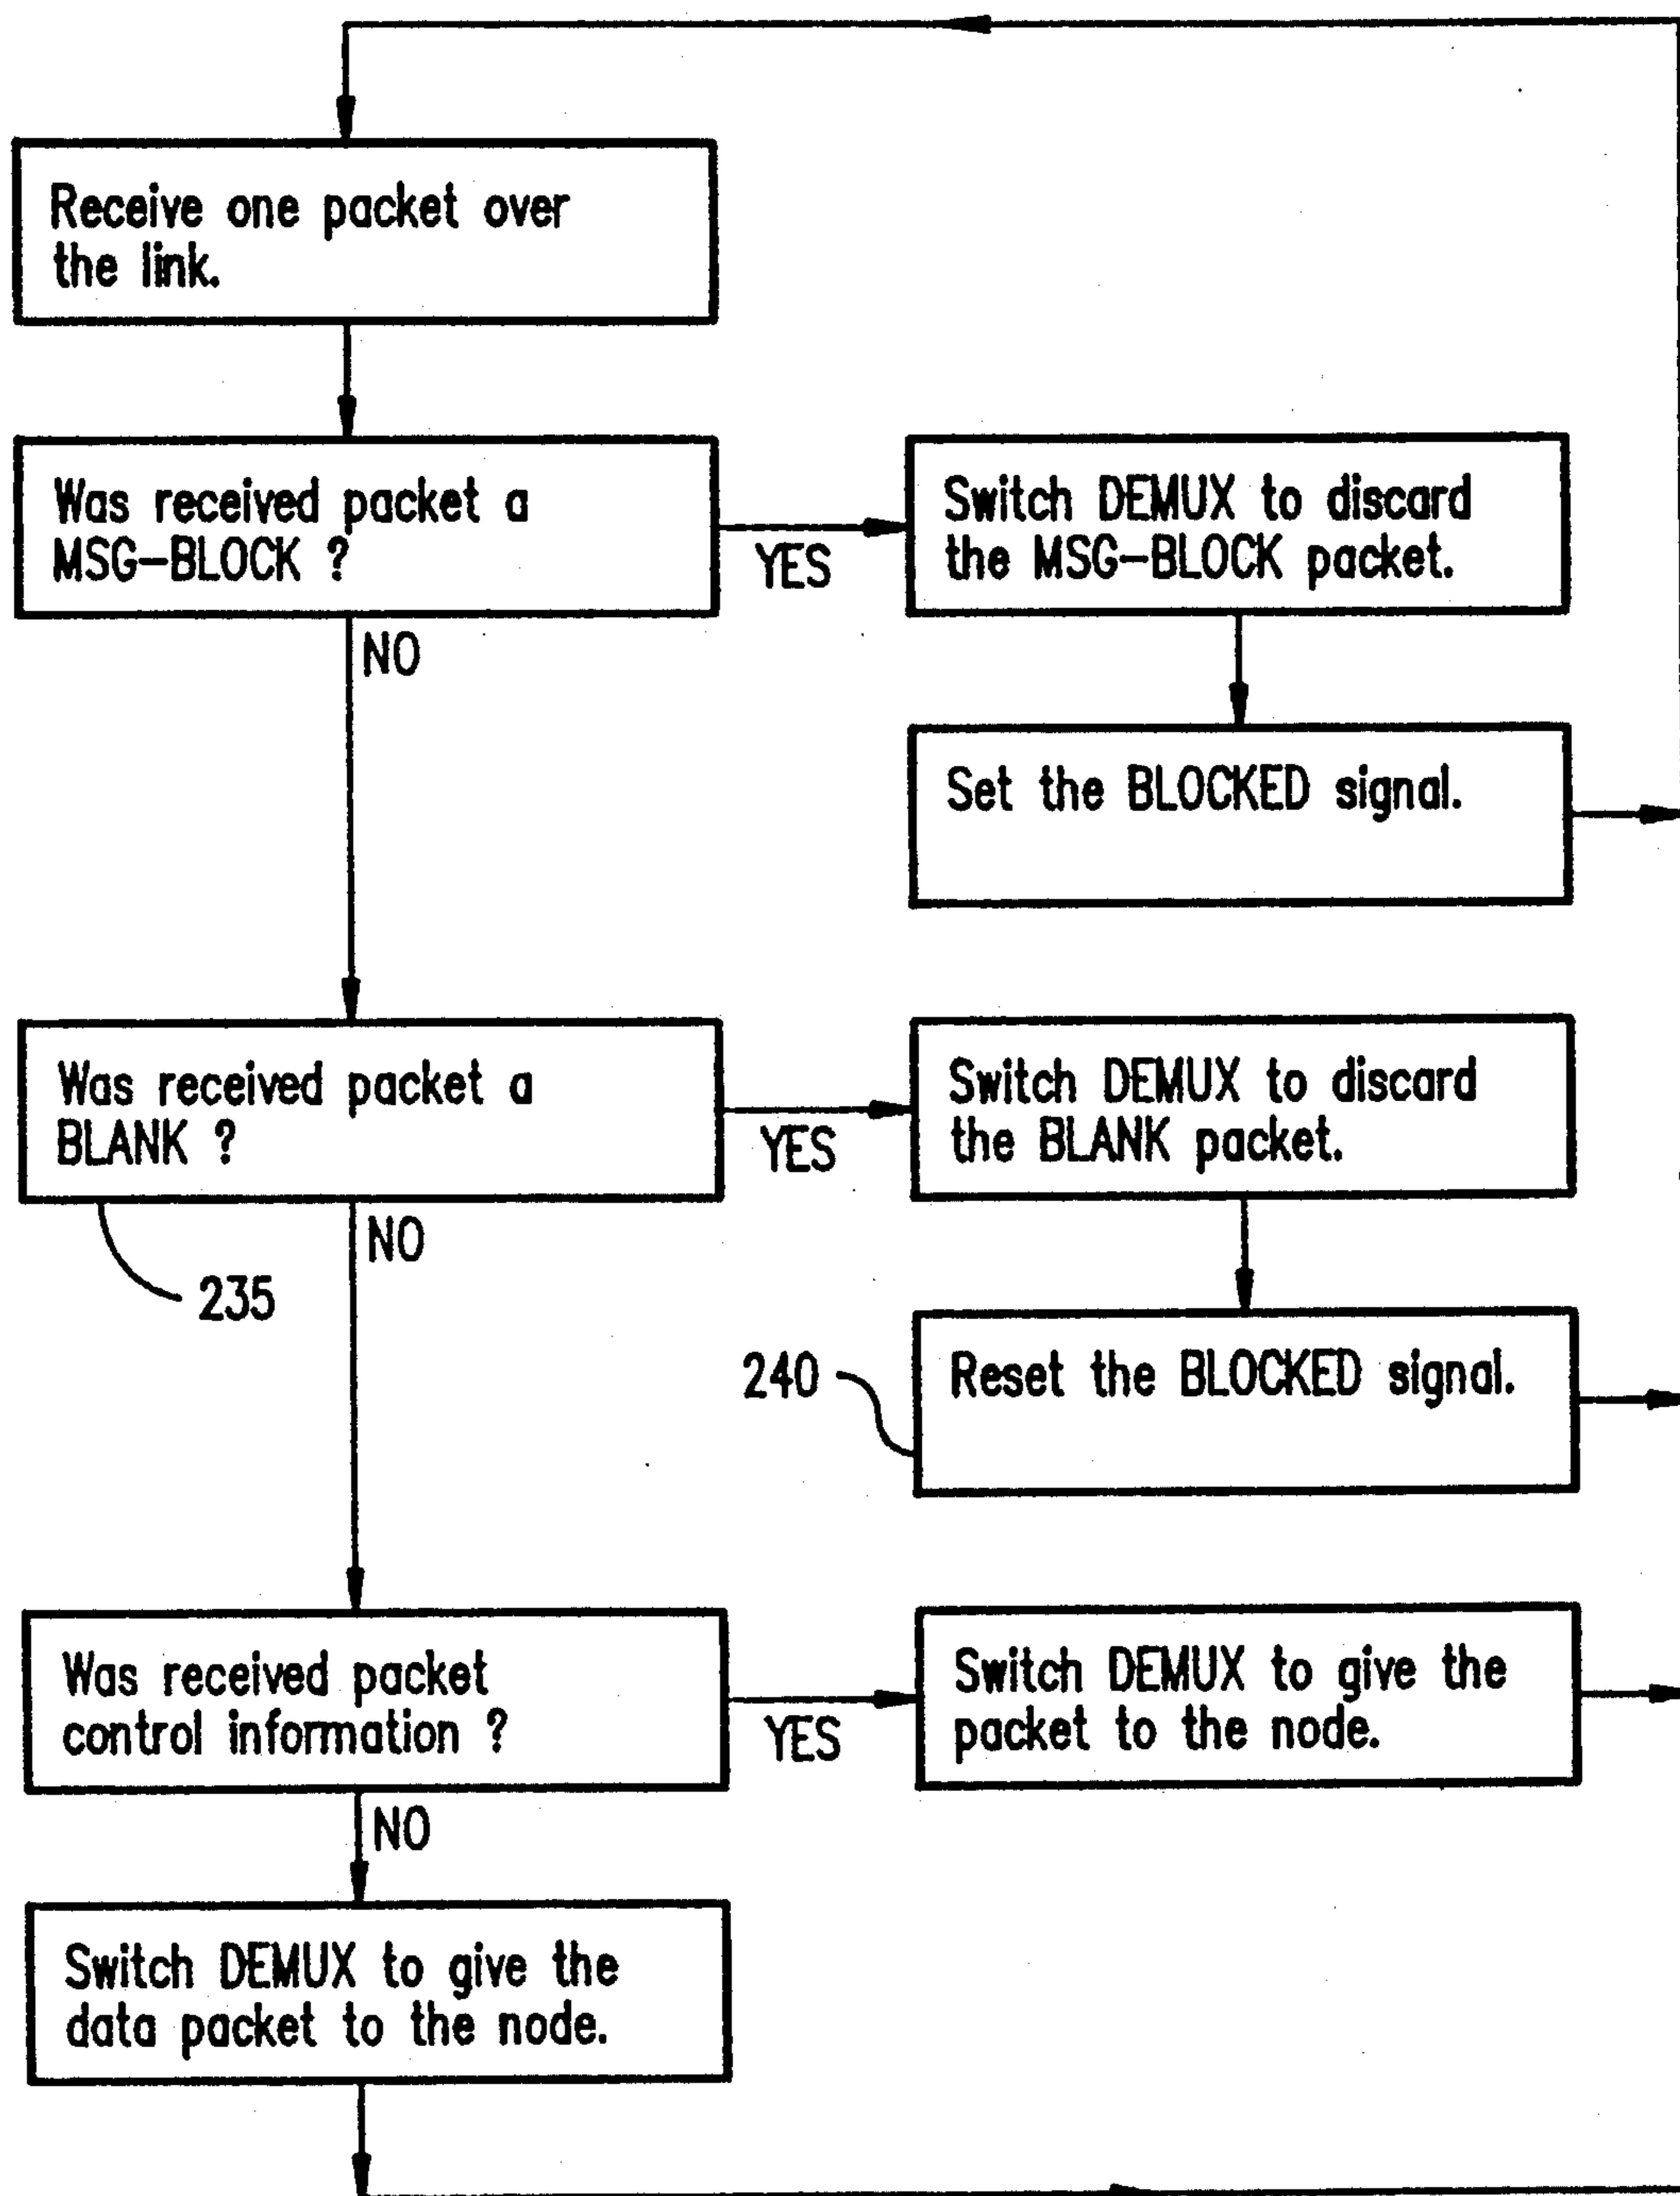 Receive one packet over
the link.
Was received packet a
MSG-BLOCK ?
YES
Switch DEMUX to discard
the MSG-BLOCK packet.
NO
Set the BLOCKED signal.
Was received packet a
BLANK ?
YES
Switch DEMUX to discard
the BLANK packet.
NO
235
240
Reset the BLOCKED signal.
Was received packet
control information ?
YES
Switch DEMUX to give the
packet to the node.
NO
Switch DEMUX to give the
data packet to the node.